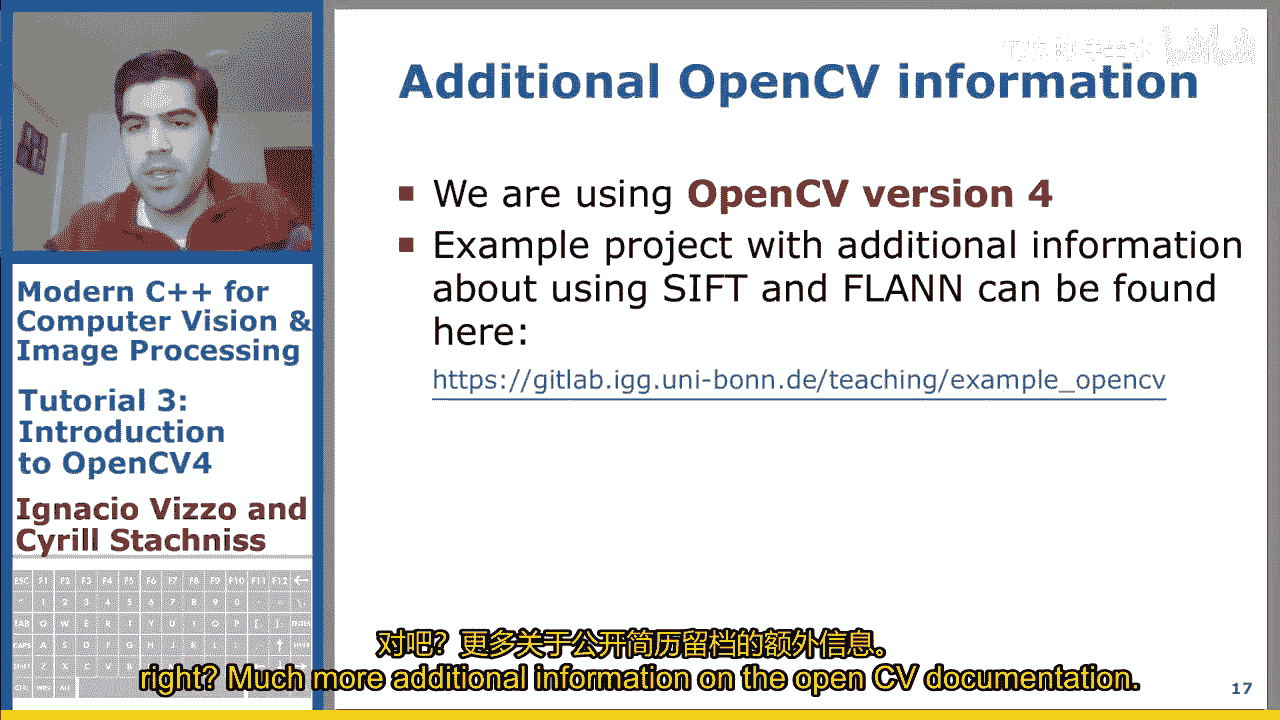 Additional OpenCV information
We are using OpenCV version 4
Example project with additional information
about using SIFT and FLANN can be found
here:
https://gitlab.igg.uni-bonn.de/teaching/example_opencv
Modern C++ for
Computer Vision &
Image Processing
Tutorial 3:
Introduction
to OpenCV4
Ignacio Vizzo and
Cyrill Stachniss
对吧？更多关于公开简历留档的额外信息。
right? Much more additional information on the open CV documentation.
17